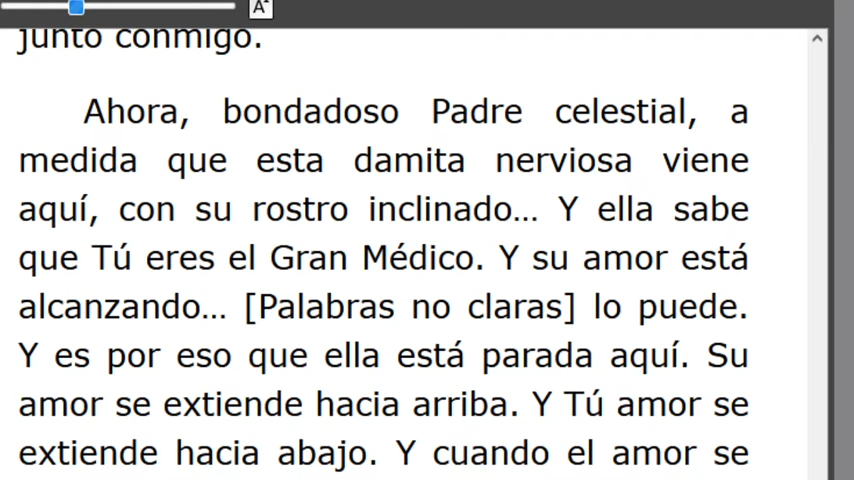 A
junto conmigo.
Ahora, bondadoso Padre celestial, a
medida que esta damita nerviosa viene
aquí, con su rostro inclinado… Y ella sabe
que Tú eres el Gran Médico. Y su amor está
alcanzando… [Palabras no claras] lo puede.
Y es por eso que ella está parada aquí. Su
amor se extiende hacia arriba. Y Tú amor se
extiende hacia abajo. Y cuando el amor se